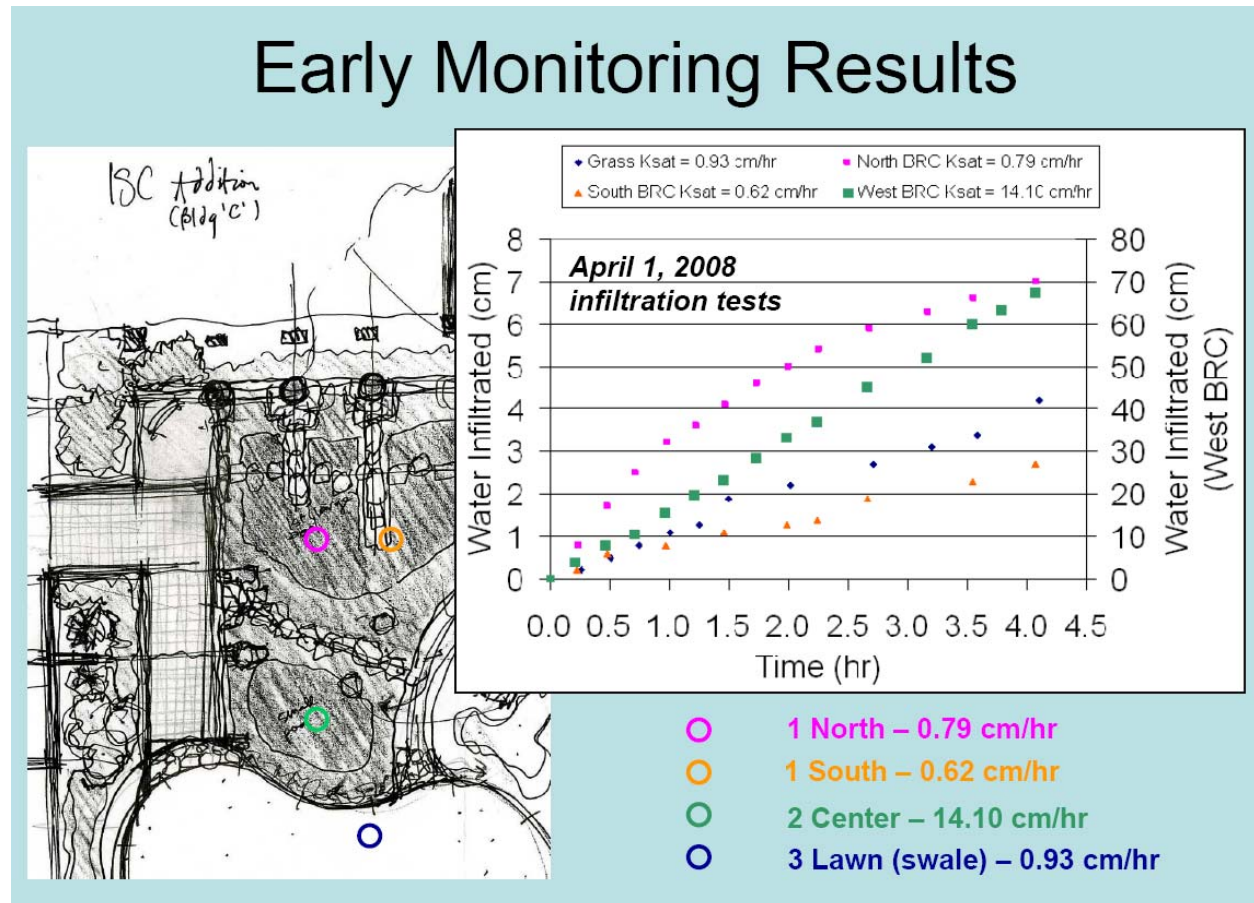 Early Monitoring Results
ISC Addition
(Bldg 'C')
Grass Ksat = 0.93 cm/hr
North BRC Ksat = 0.79 cm/hr
South BRC Ksat = 0.62 cm/hr
West BRC Ksat = 14.10 cm/hr
April 1, 2008
infiltration tests
Water Infiltrated (cm)
8
7
6
5
4
3
2
1
0
80
70
60
50
40
30
20
10
0
Water Infiltrated (cm)
(West BRC)
0.0 0.5 1.0 1.5 2.0 2.5 3.0 3.5 4.0 4.5
Time (hr)
1 North – 0.79 cm/hr
1 South – 0.62 cm/hr
2 Center – 14.10 cm/hr
3 Lawn (swale) – 0.93 cm/hr